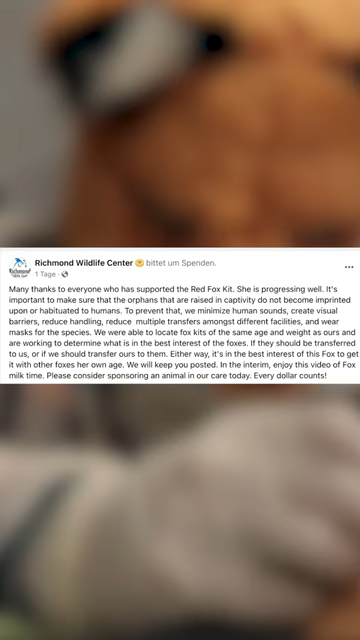 Richmond Wildlife Center 🤝 bittet um Spenden.
1 Tage ·
Many thanks to everyone who has supported the Red Fox Kit. She is progressing well. It's
important to make sure that the orphans that are raised in captivity do not become imprinted
upon or habituated to humans. To prevent that, we minimize human sounds, create visual
barriers, reduce handling, reduce multiple transfers amongst different facilities, and wear
masks for the species. We were able to locate fox kits of the same age and weight as ours and
are working to determine what is in the best interest of the foxes. If they should be transferred
to us, or if we should transfer ours to them. Either way, it's in the best interest of this Fox to get
it with other foxes her own age. We will keep you posted. In the interim, enjoy this video of Fox
milk time. Please consider sponsoring an animal in our care today. Every dollar counts!